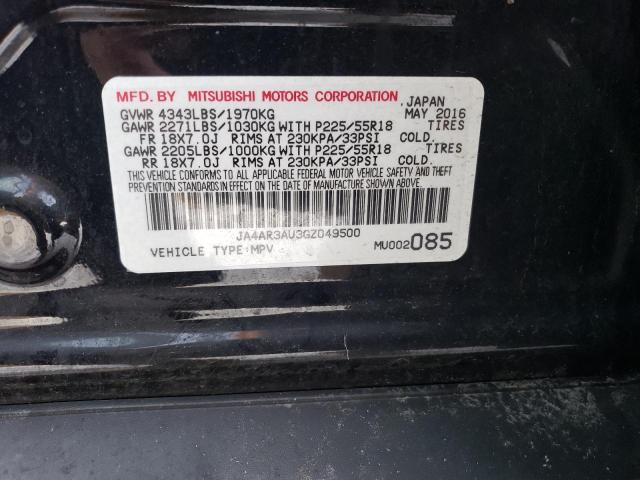 MFD. BY MITSUBISHI MOTORS CORPORATION, JAPAN
GVWR 4343LBS/1970KG MAY 2016
GAWR 2271LBS/1030KG WITH P225/55R18 TIRES
FR 18X7.0J RIMS AT 230KPA/33PSI COLD.
GAWR 2205LBS/1000KG WITH P225/55R18 TIRES
RR 18X7.0J RIMS AT 230KPA/33PSI COLD.
THIS VEHICLE CONFORMS TO ALL APPLICABLE FEDERAL MOTOR VEHICLE SAFETY AND THEFT
PREVENTION STANDARDS IN EFFECT ON THE DATE OF MANUFACTURE SHOWN ABOVE.
JA4AR3AU3GZ049500
VEHICLE TYPE:MPV MU002085